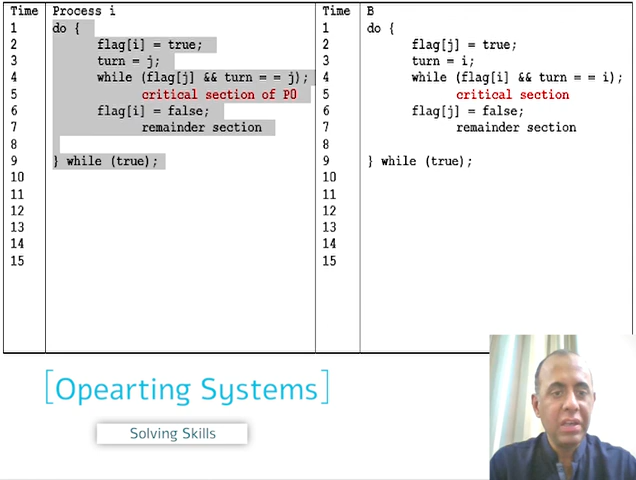 Time Process i Time B
1 do { 1 do {
2 flag[i] = true; 2 flag[j] = true;
3 turn = j; 3 turn = i;
4 while (flag[j] && turn = = j); 4 while (flag[i] && turn = = i);
5 critical section of P0 5 critical section
6 flag[i] = false; 6 flag[j] = false;
7 remainder section 7 remainder section
8 8
9 } while (true); 9 } while (true);
10 10
11 11
12 12
13 13
14 14
15 15
[Opearting Systems]
Solving Skills